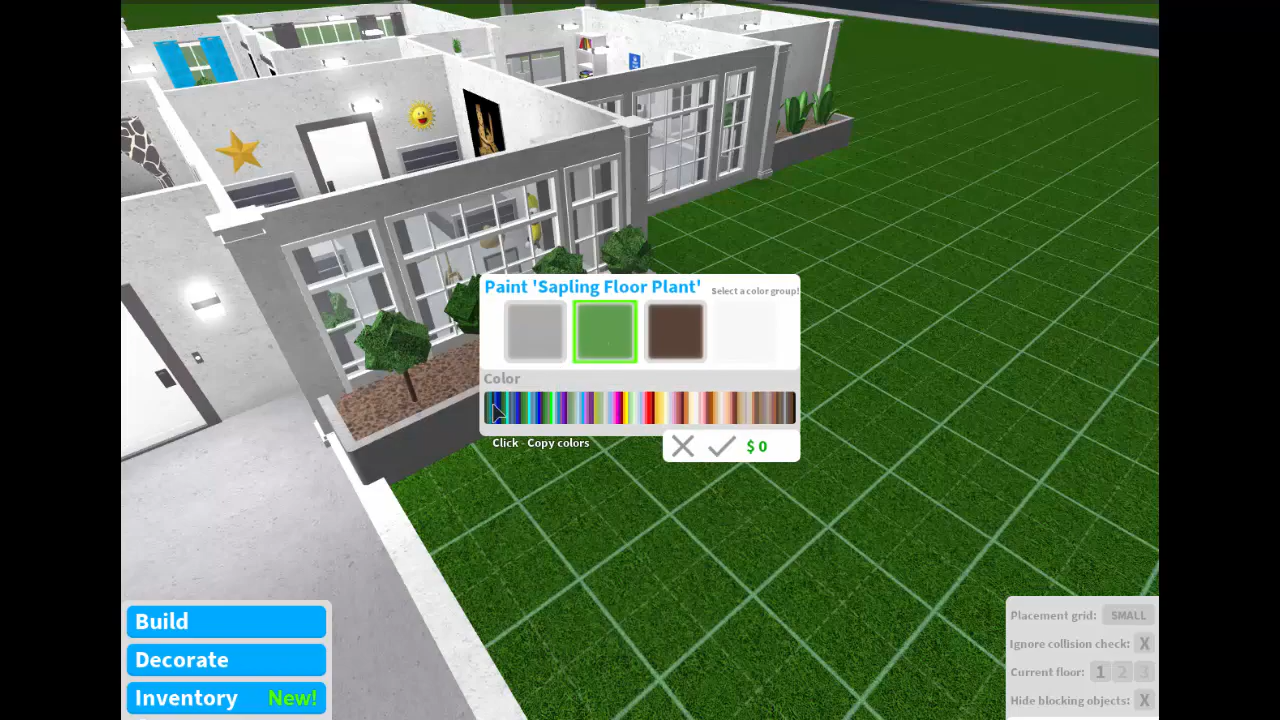 Paint 'Sapling Floor Plant'
Select a color group!
Color
Click - Copy colors
$ 0
Build
Decorate
Inventory New!
Placement grid: SMALL
Ignore collision check: X
Current floor: 1 2 3
Hide blocking objects: X